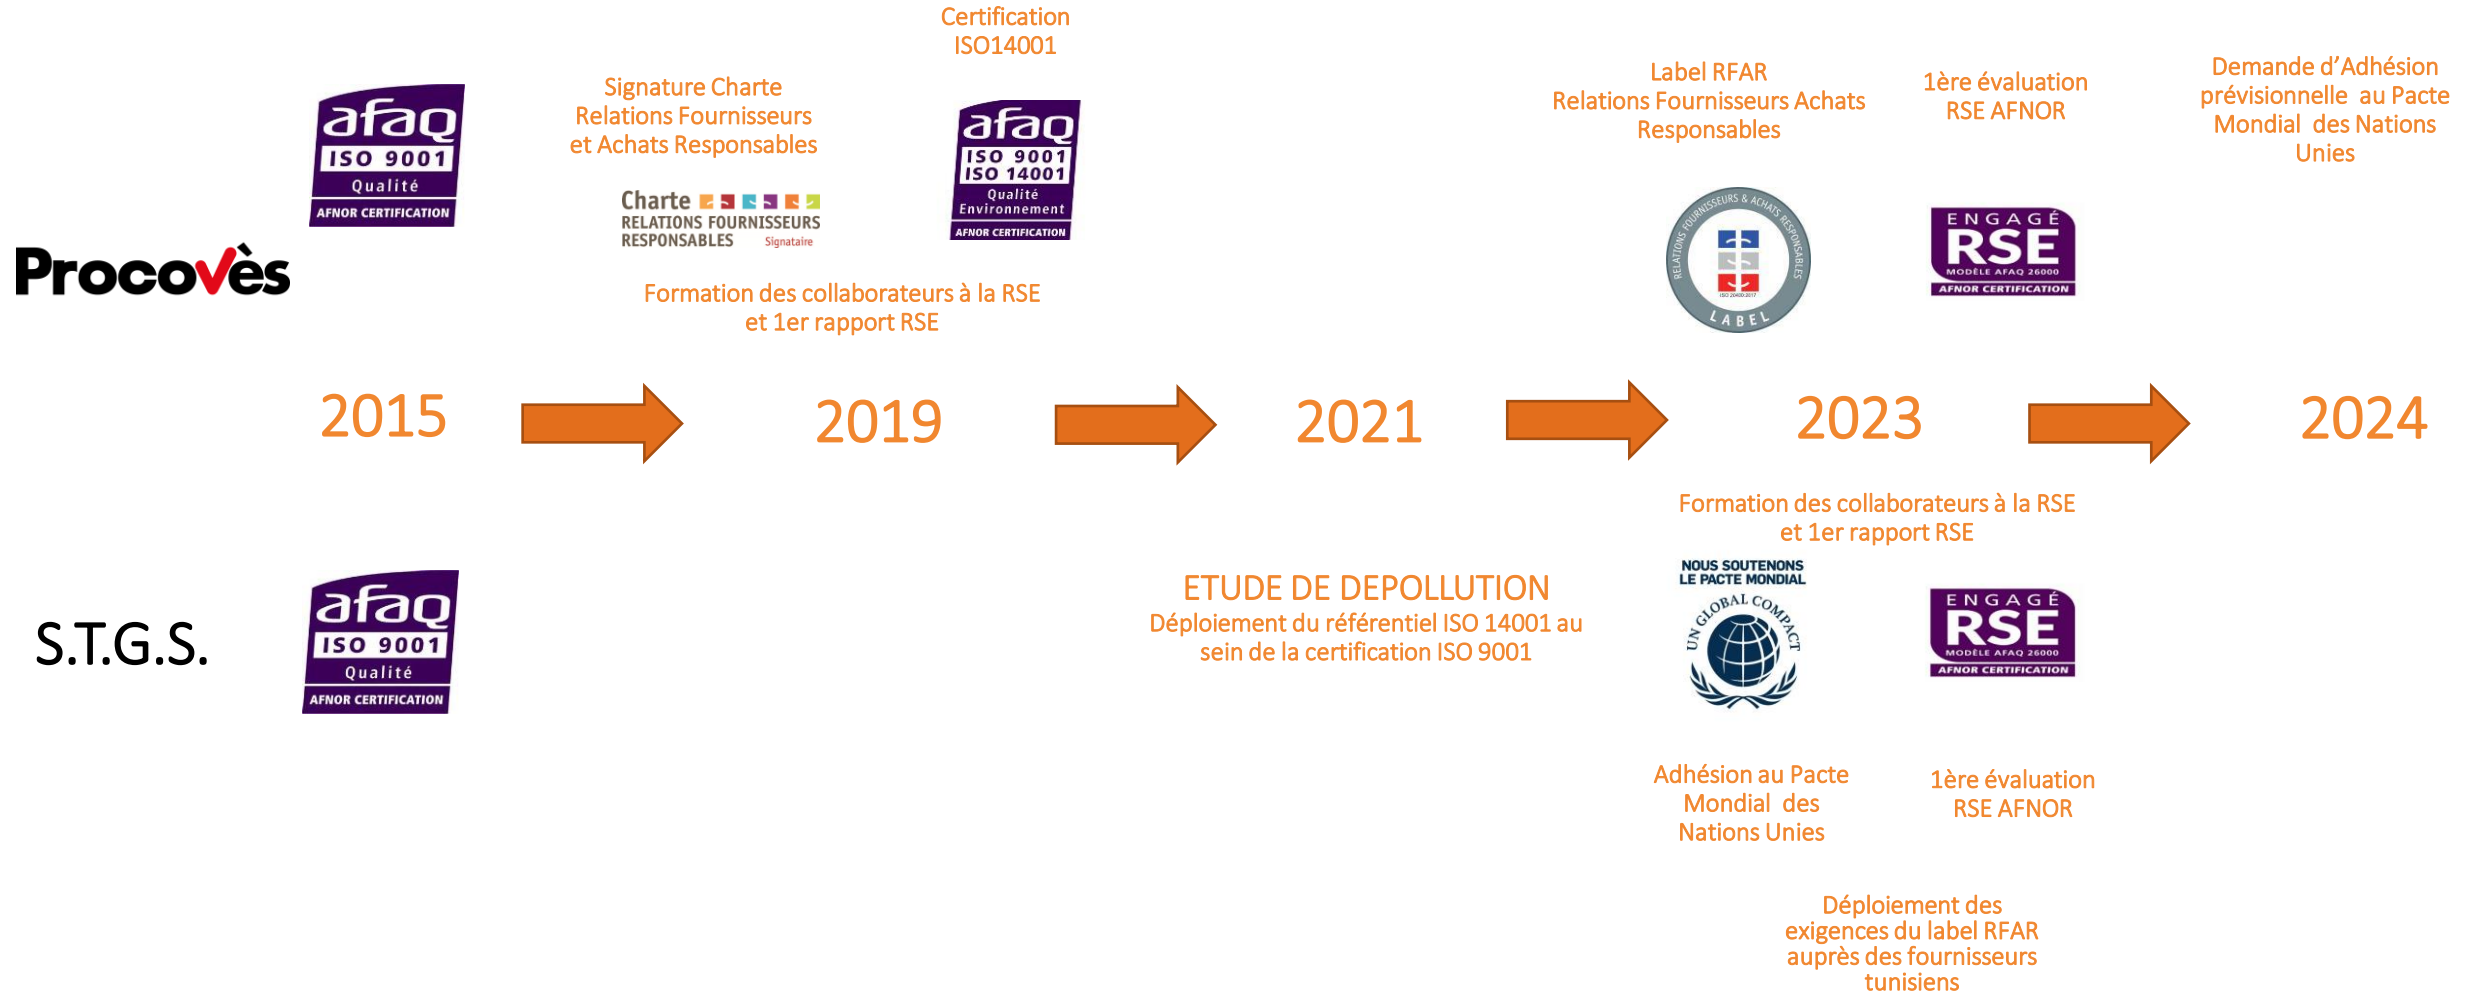 Certification
ISO14001
Signature Charte
Relations Fournisseurs
et Achats Responsables
Label RFAR
Relations Fournisseurs Achats
Responsables
1ère évaluation
RSE AFNOR
Demande d’Adhésion
prévisionnelle au Pacte
Mondial des Nations
Unies
afaq
ISO 9001
Qualité
AFNOR CERTIFICATION
Charte
RELATIONS FOURNISSEURS
RESPONSABLES Signataire
afaq
ISO 9001
ISO 14001
Qualité
Environnement
AFNOR CERTIFICATION
RELATIONS FOURNISSEURS & ACHATS RESPONSABLES
ISO 20400:2017
LABEL
ENGAGÉ
RSE
MODÈLE AFAQ 26000
AFNOR CERTIFICATION
Procovès
Formation des collaborateurs à la RSE
et 1er rapport RSE
2015
2019
2021
2023
2024
Formation des collaborateurs à la RSE
et 1er rapport RSE
S.T.G.S.
afaq
ISO 9001
Qualité
AFNOR CERTIFICATION
ETUDE DE DEPOLLUTION
Déploiement du référentiel ISO 14001 au
sein de la certification ISO 9001
NOUS SOUTENONS
LE PACTE MONDIAL
UN GLOBAL COMPACT
ENGAGÉ
RSE
MODÈLE AFAQ 26000
AFNOR CERTIFICATION
Adhésion au Pacte
Mondial des
Nations Unies
1ère évaluation
RSE AFNOR
Déploiement des
exigences du label RFAR
auprès des fournisseurs
tunisiens